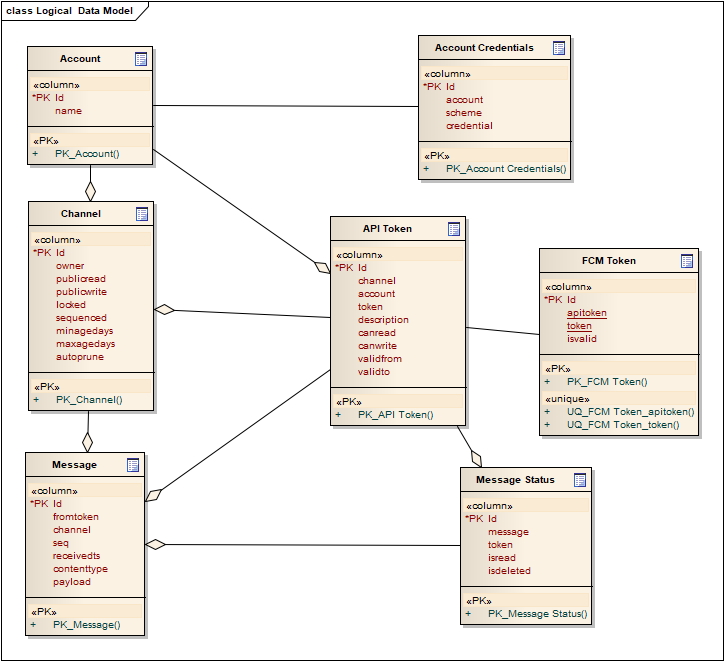 class Logical Data Model
Account
«column»
*PK Id
name
«PK»
+ PK_Account()
Account Credentials
«column»
*PK Id
account
scheme
credential
«PK»
+ PK_Account Credentials()
Channel
«column»
*PK Id
owner
publicread
publicwrite
locked
sequenced
minagedays
maxagedays
autoprune
«PK»
+ PK_Channel()
API Token
«column»
*PK Id
channel
account
token
description
canread
canwrite
validfrom
validto
«PK»
+ PK_API Token()
FCM Token
«column»
*PK Id
apitoken
token
isvalid
«PK»
+ PK_FCM Token()
«unique»
+ UQ_FCM Token_apitoken()
+ UQ_FCM Token_token()
Message
«column»
*PK Id
fromtoken
channel
seq
receivedts
contenttype
payload
«PK»
+ PK_Message()
Message Status
«column»
*PK Id
message
token
isread
isdeleted
«PK»
+ PK_Message Status()